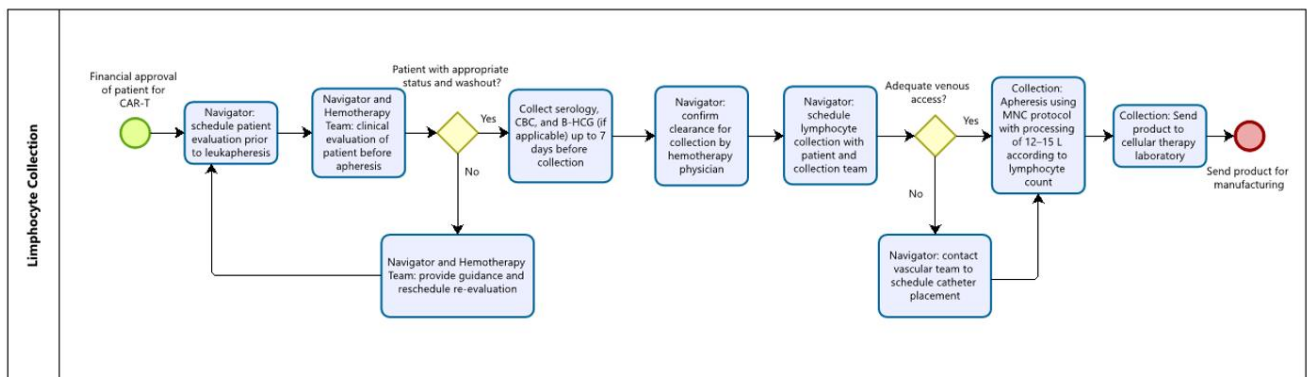 Limphocyte Collection
Financial approval
of patient for
CAR-T
Navigator:
schedule patient
evaluation prior
to leukapheresis
Navigator and
Hemotherapy
Team: clinical
evaluation of
patient before
apheresis
Patient with appropriate
status and washout?
Yes
No
Navigator and Hemotherapy
Team: provide guidance and
reschedule re-evaluation
Collect serology,
CBC, and B-HCG (if
applicable) up to 7
days before
collection
Navigator:
confirm
clearance for
collection by
hemotherapy
physician
Navigator:
schedule
lymphocyte
collection with
patient and
collection team
Adequate venous
access?
Yes
No
Navigator: contact
vascular team to
schedule catheter
placement
Collection:
Apheresis using
MNC protocol
with processing
of 12–15 L
according to
lymphocyte
count
Collection: Send
product to
cellular therapy
laboratory
Send product for
manufacturing